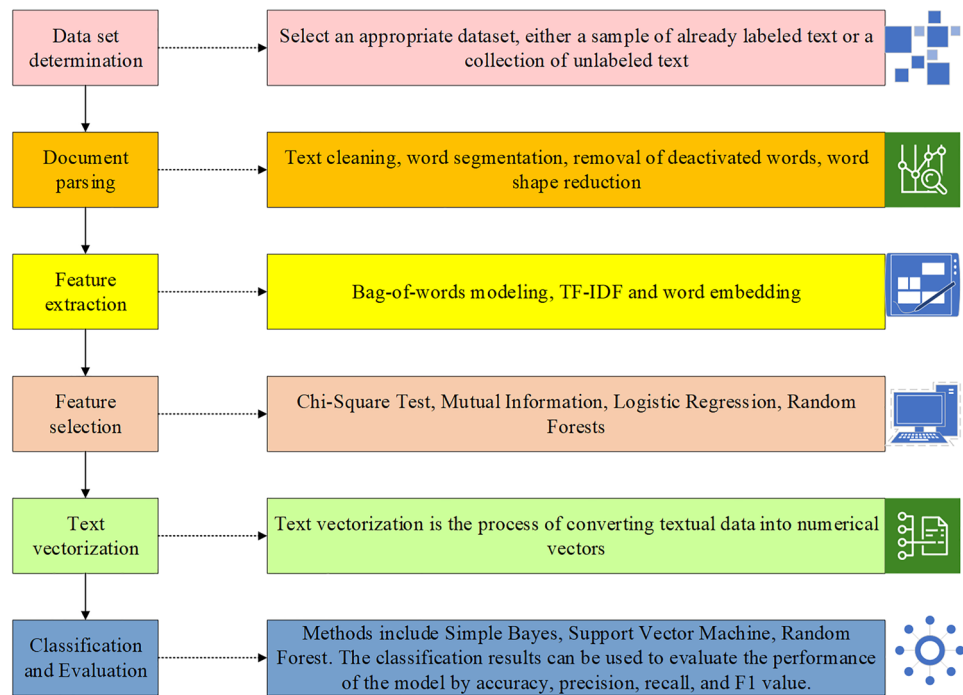 Data set
determination
Select an appropriate dataset, either a sample of already labeled text or a
collection of unlabeled text
Document
parsing
Text cleaning, word segmentation, removal of deactivated words, word
shape reduction
Feature
extraction
Bag-of-words modeling, TF-IDF and word embedding
Feature
selection
Chi-Square Test, Mutual Information, Logistic Regression, Random
Forests
Text
vectorization
Text vectorization is the process of converting textual data into numerical
vectors
Classification
and Evaluation
Methods include Simple Bayes, Support Vector Machine, Random
Forest. The classification results can be used to evaluate the performance
of the model by accuracy, precision, recall, and F1 value.